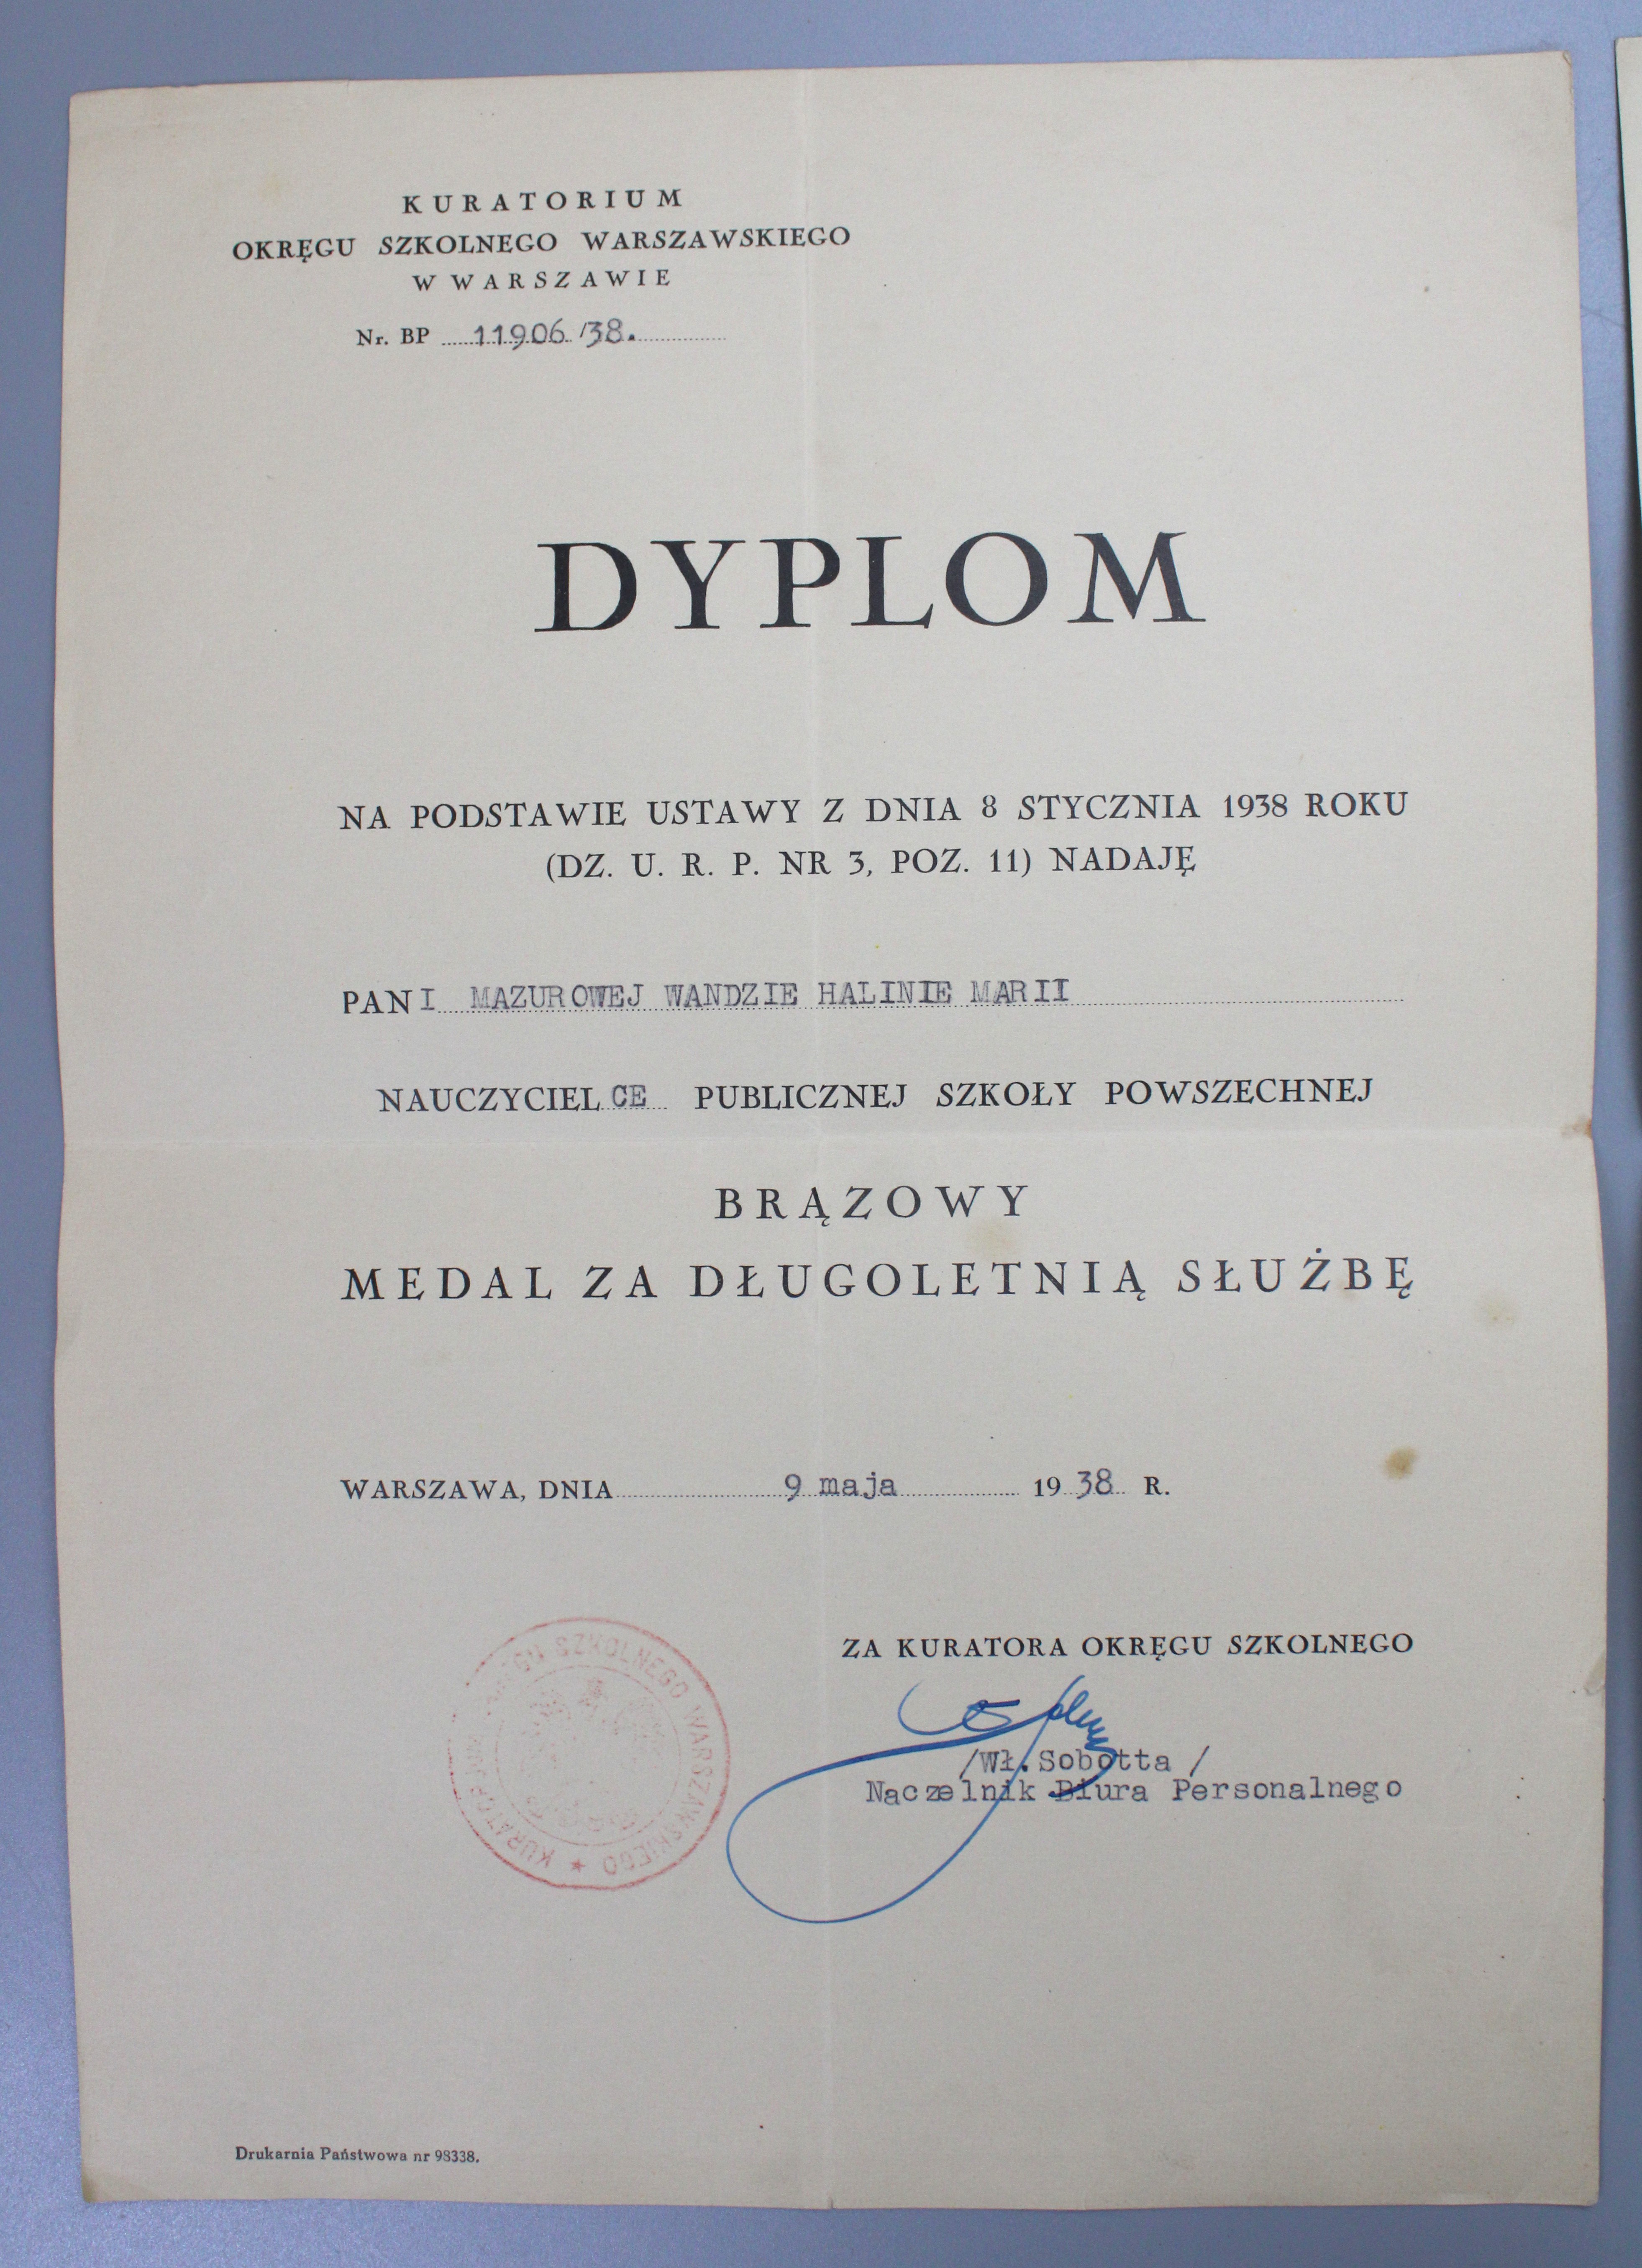 KURATORIUM
OKRĘGU SZKOLNEGO WARSZAWSKIEGO
W WARSZAWIE
Nr. BP 11906/38.
DYPLOM
NA PODSTAWIE USTAWY Z DNIA 8 STYCZNIA 1938 ROKU
(DZ. U. R. P. NR 3, POZ. 11) NADAJĘ
PANI MAZUROWEJ WANDZIE HALINIE MARII
NAUCZYCIELCE PUBLICZNEJ SZKOŁY POWSZECHNEJ
BRĄZOWY
MEDAL ZA DŁUGOLETNIĄ SŁUŻBĘ
WARSZAWA, DNIA 9 maja 1938 R.
ZA KURATORA OKRĘGU SZKOLNEGO
/Wł.Sobotta /
Naczelnik Biura Personalnego
SZKOLNEGO WARSZAWSKIEGO ★
Drukarnia Państwowa nr 98338.